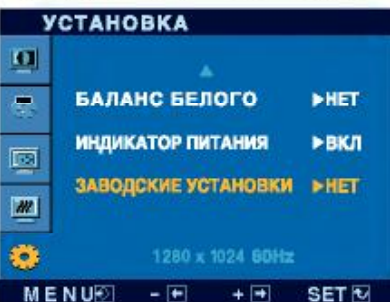 УСТАНОВКА
БАЛАНС БЕЛОГО ▶НЕТ
ИНДИКАТОР ПИТАНИЯ ▶ВКЛ
ЗАВОДСКИЕ УСТАНОВКИ ▶НЕТ
1280 x 1024 60Hz
MENU - + SET